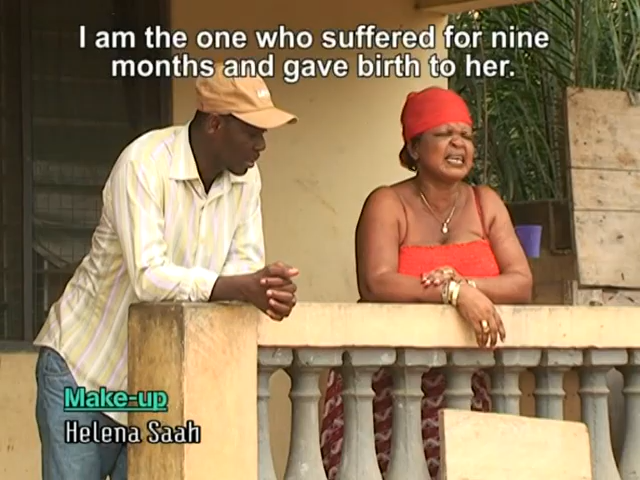 I am the one who suffered for nine
months and gave birth to her.
Make-up
Helena Saah